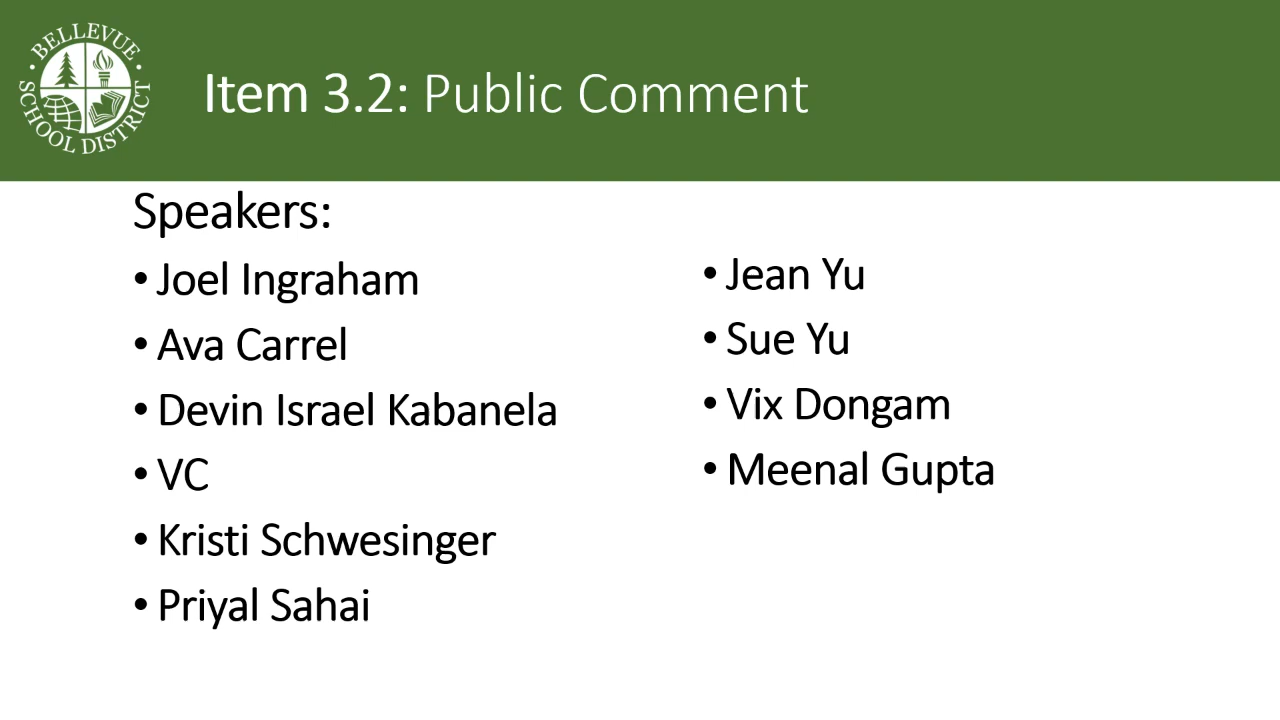 BELLEVUE
SCHOOL DISTRICT
Item 3.2: Public Comment
Speakers:
• Joel Ingraham
• Ava Carrel
• Devin Israel Kabanela
• VC
• Kristi Schwesinger
• Priyal Sahai
• Jean Yu
• Sue Yu
• Vix Dongam
• Meenal Gupta